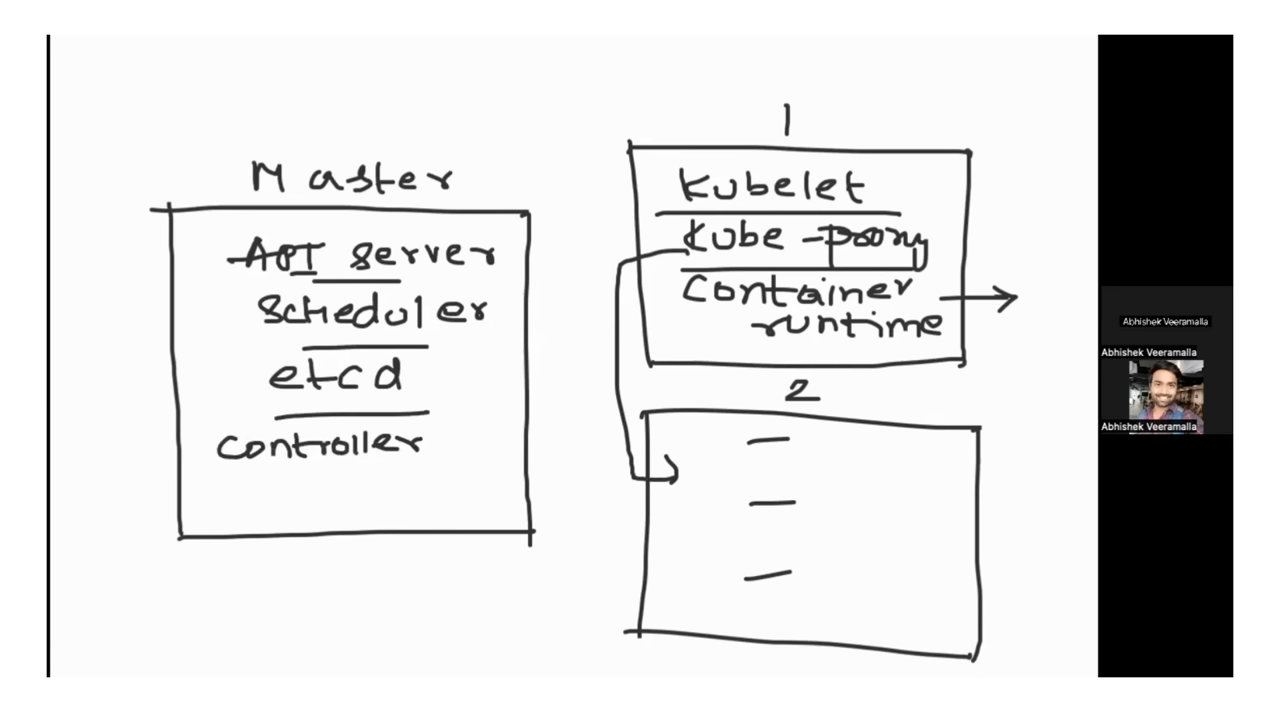 Master
API server
scheduler
etcd
controller
1
Kubelet
Kube-proxy
Container
runtime
2
Abhishek Veeramalla
Abhishek Veeramalla
Abhishek Veeramalla